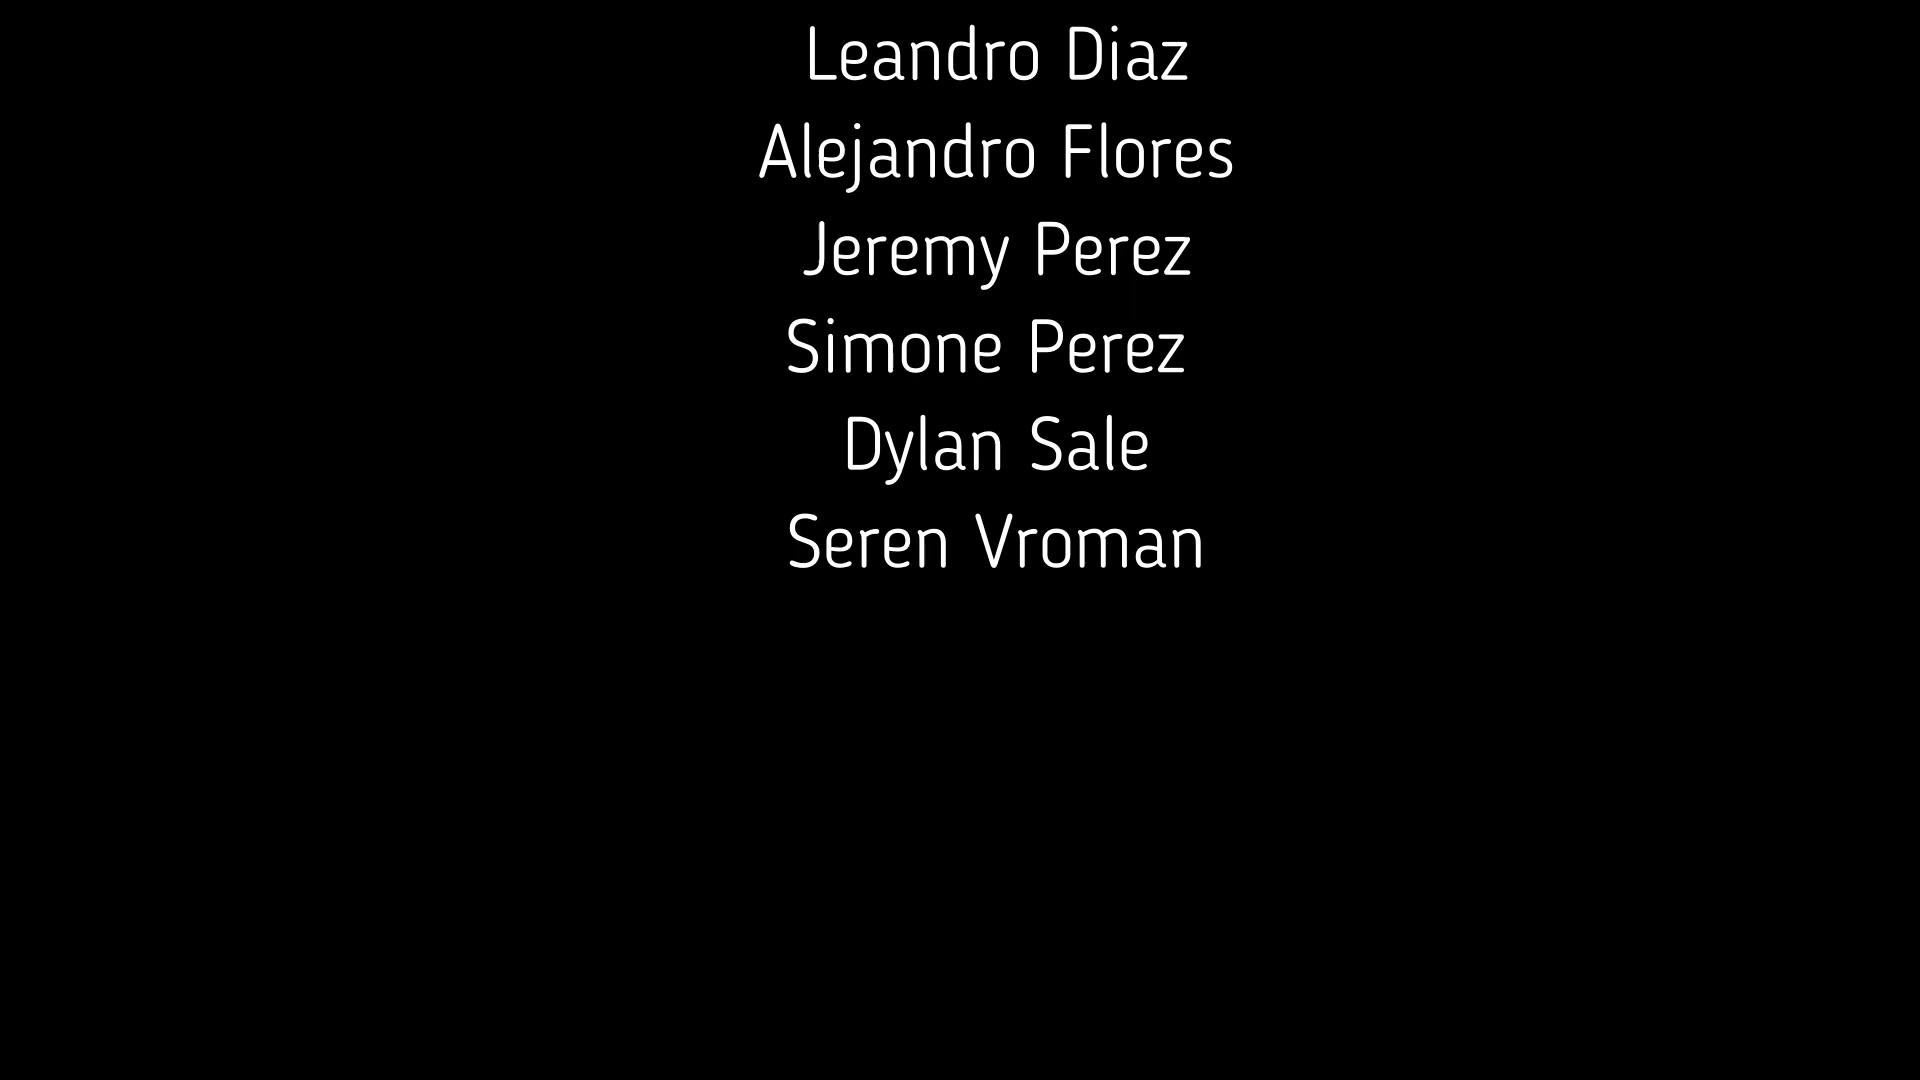 Leandro Diaz
Alejandro Flores
Jeremy Perez
Simone Perez
Dylan Sale
Seren Vroman